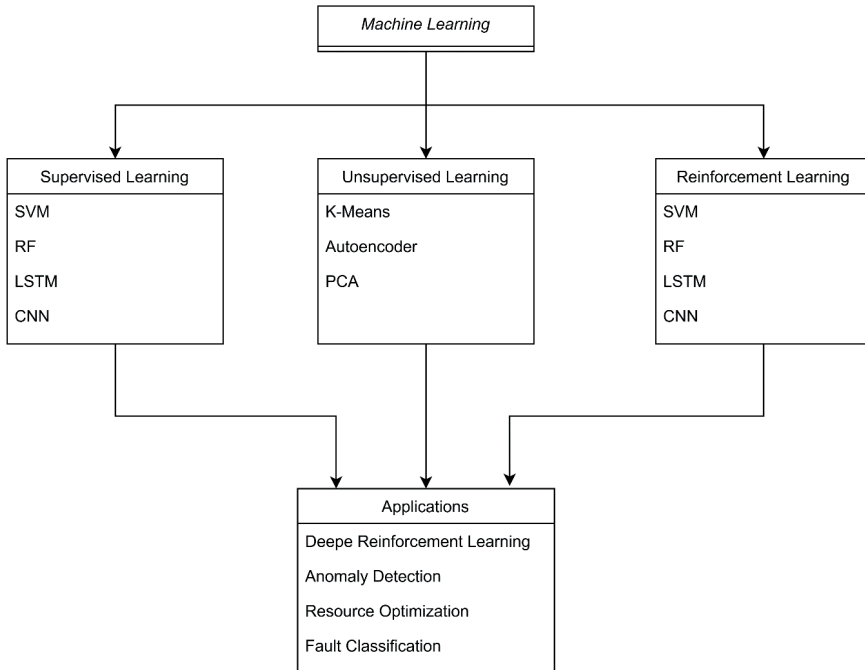 Machine Learning
Supervised Learning
SVM
RF
LSTM
CNN
Unsupervised Learning
K-Means
Autoencoder
PCA
Reinforcement Learning
SVM
RF
LSTM
CNN
Applications
Deepe Reinforcement Learning
Anomaly Detection
Resource Optimization
Fault Classification